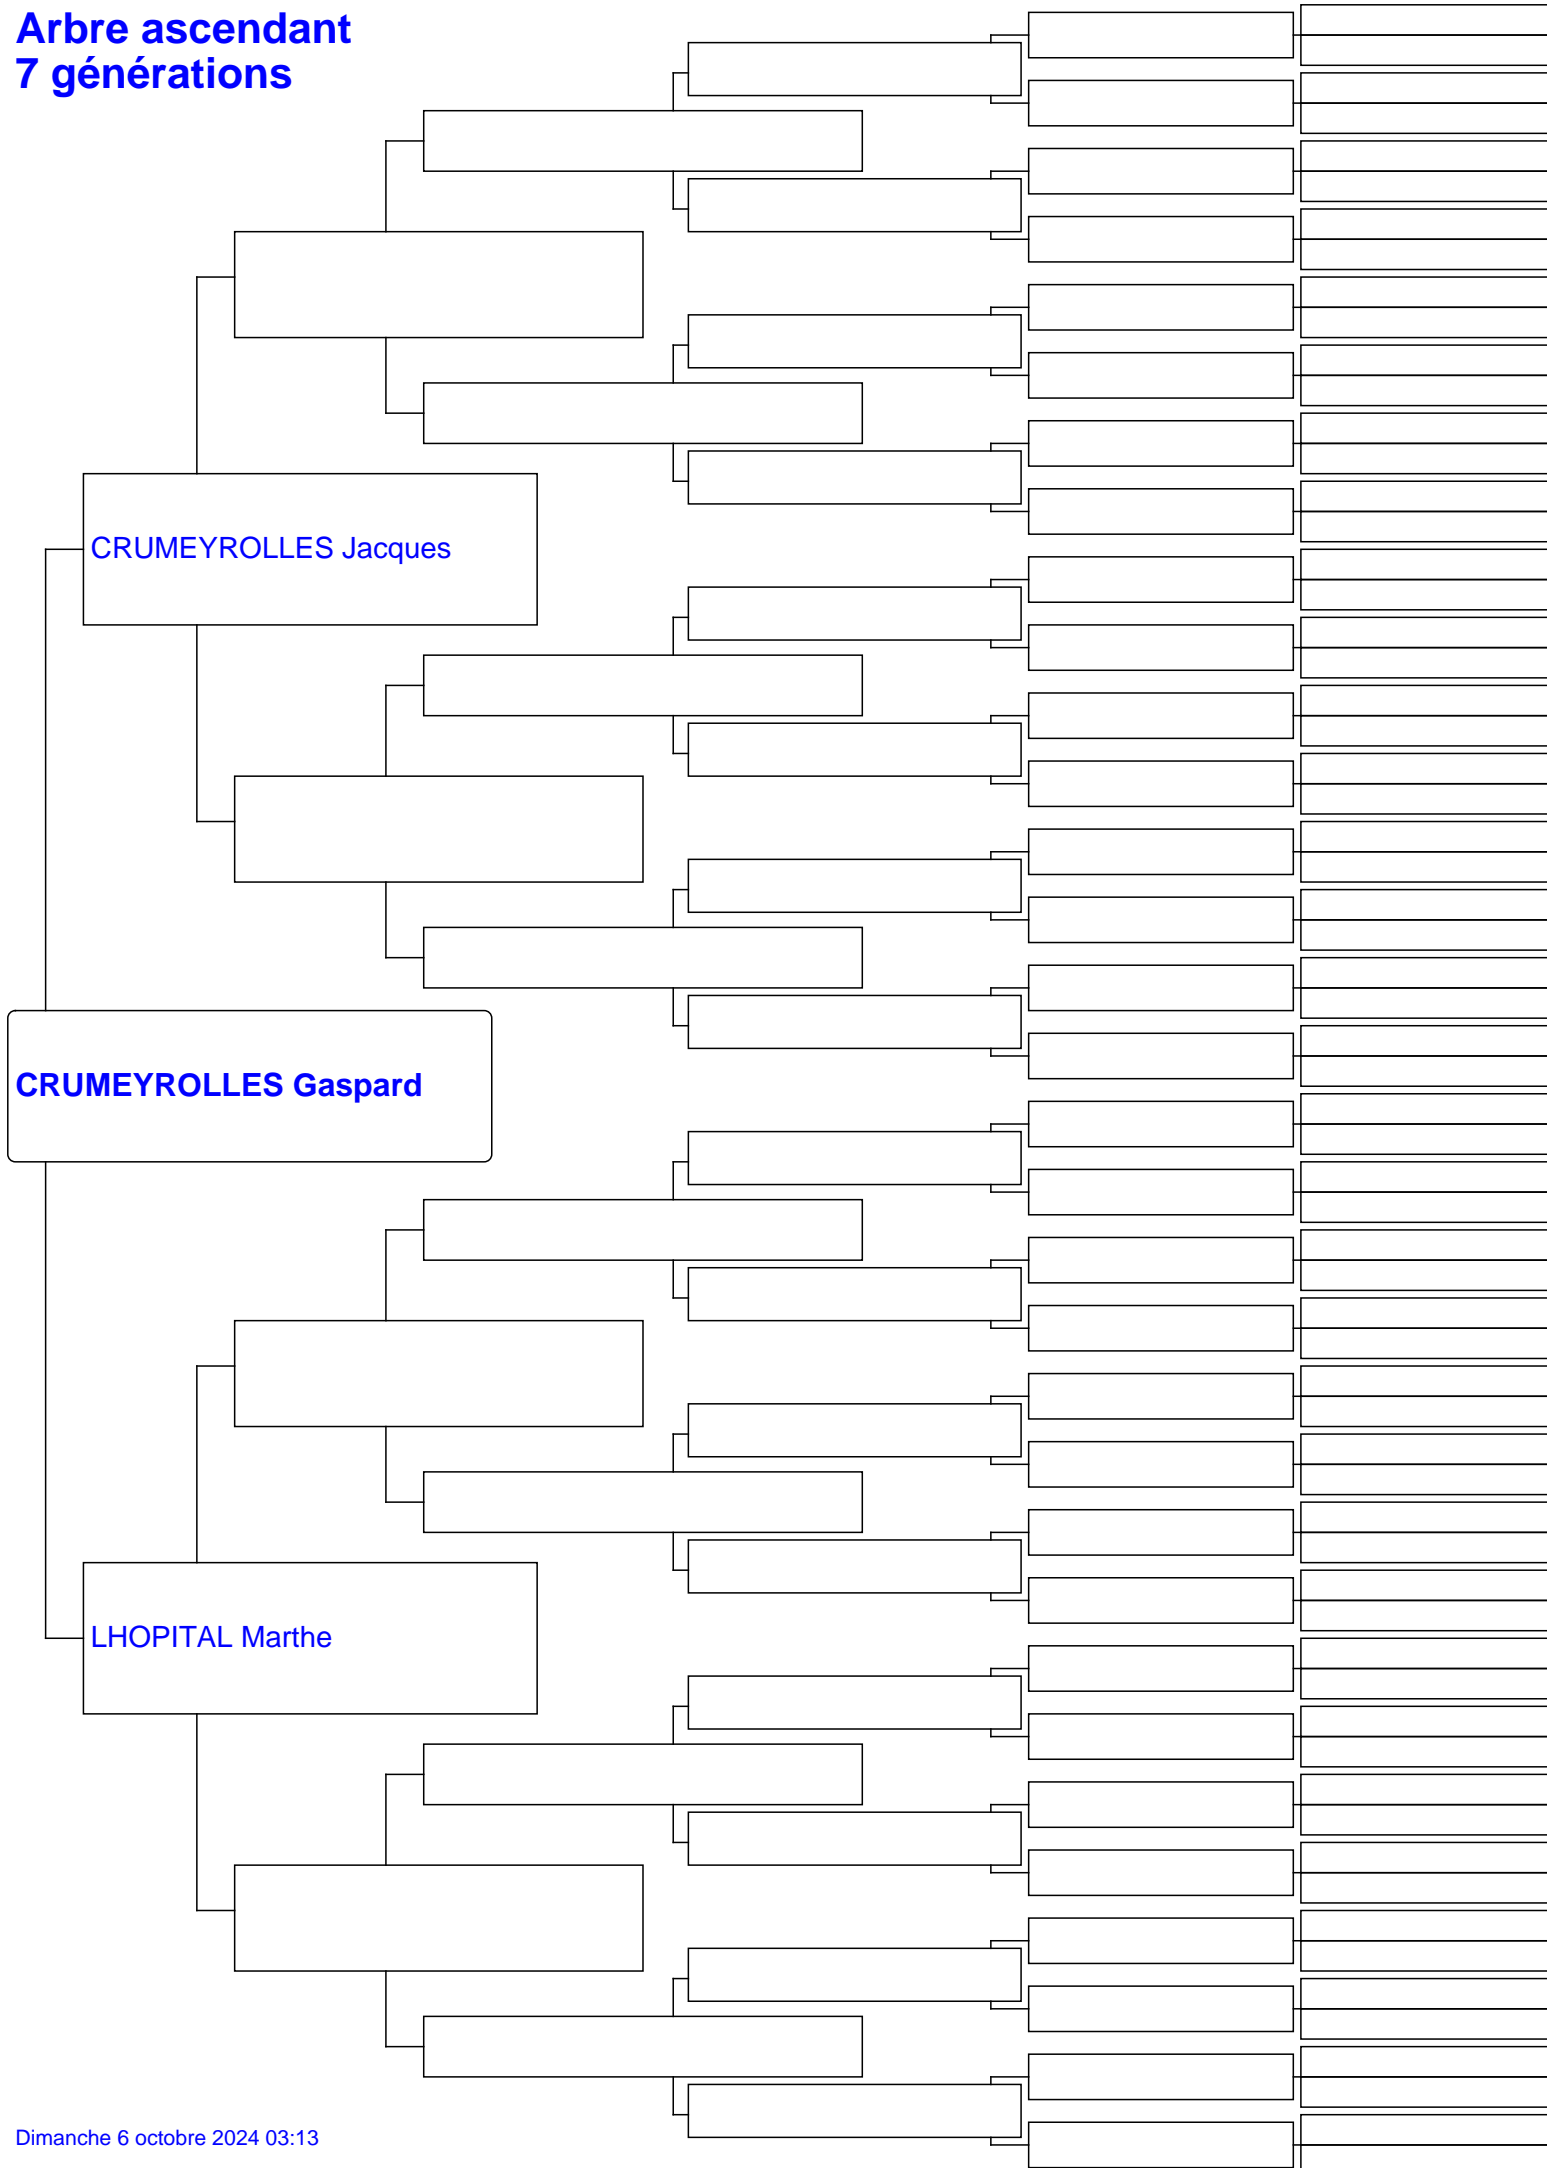 Arbre ascendant
7 générations
CRUMEYROLLES Jacques
CRUMEYROLLES Gaspard
LHOPITAL Marthe
Dimanche 6 octobre 2024 03:13